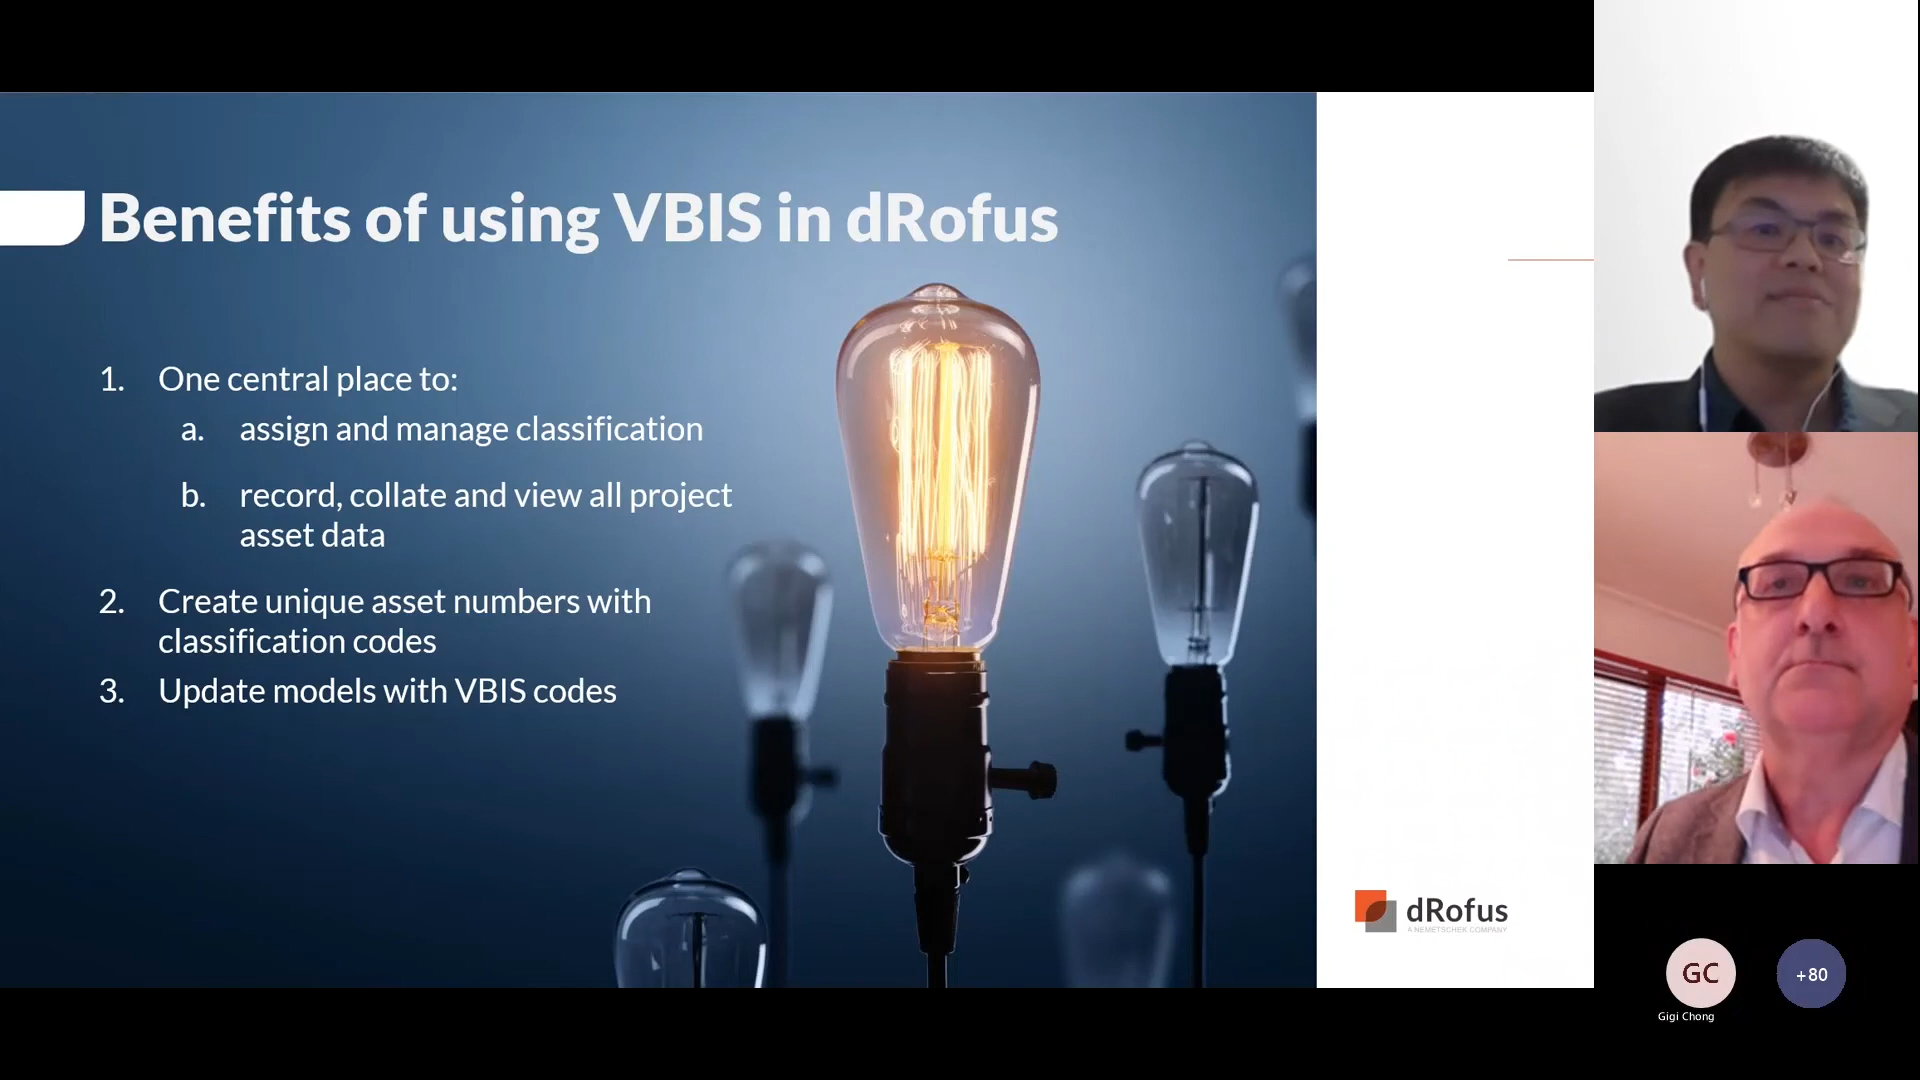 Benefits of using VBIS in dRofus
1. One central place to:
a. assign and manage classification
b. record, collate and view all project
asset data
2. Create unique asset numbers with
classification codes
3. Update models with VBIS codes
dRofus
A NEMETSCHEK COMPANY
GC
+80
Gigi Chong